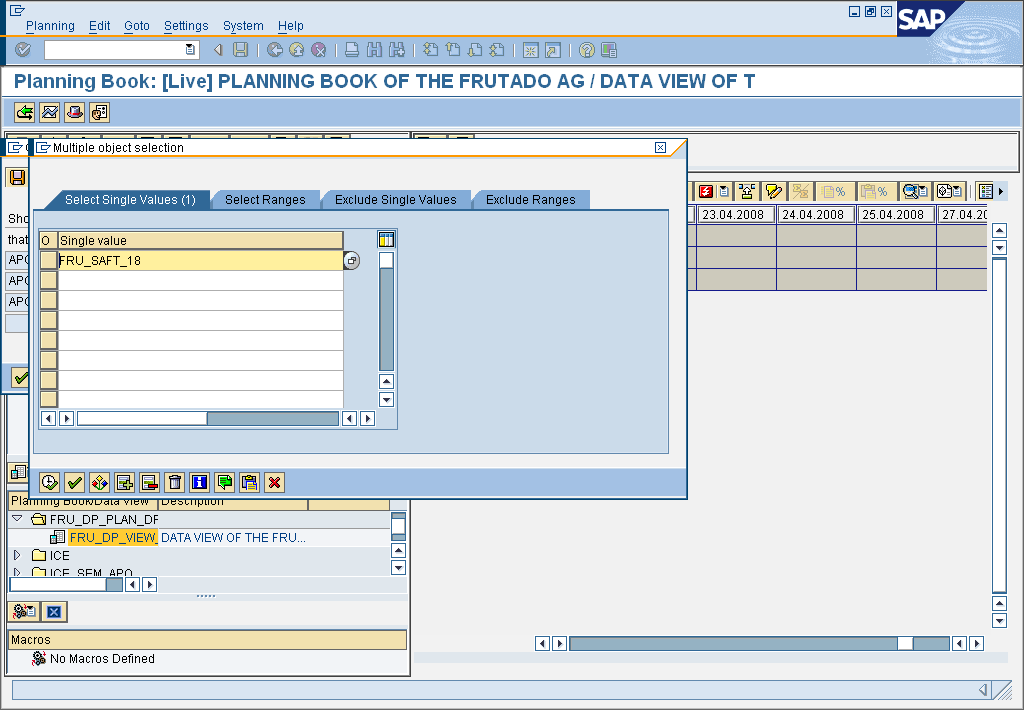 Planning Edit Goto Settings System Help
SAP
Planning Book: [Live] PLANNING BOOK OF THE FRUTADO AG / DATA VIEW OF T
Multiple object selection
Select Single Values (1) Select Ranges Exclude Single Values Exclude Ranges
23.04.2008 24.04.2008 25.04.2008 27.04.20
Sho
that
APO
APO
APO
O Single value
FRU_SAFT_18
Planning Book/Data View Description
FRU_DP_PLAN_DP
FRU_DP_VIEW_ DATA VIEW OF THE FRU...
ICE
ICE_SEM_APO
Macros
No Macros Defined